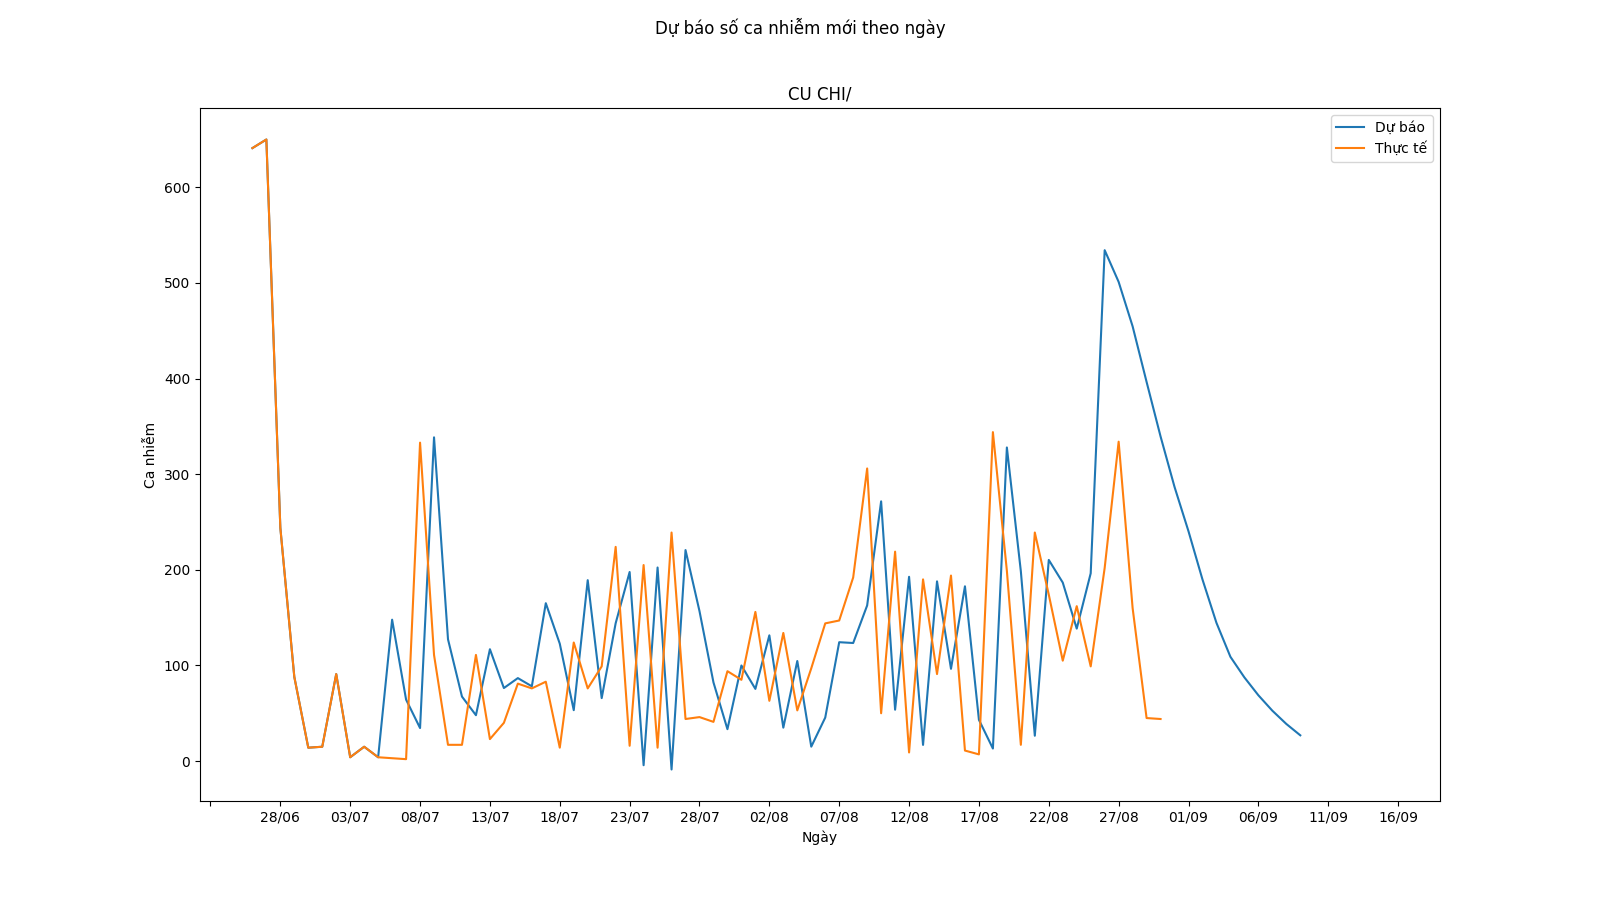 Dự báo số ca nhiễm mới theo ngày
CU CHI/
Dự báo
Thực tế
600
500
400
300
200
100
0
Ca nhiễm
28/06 03/07 08/07 13/07 18/07 23/07 28/07 02/08 07/08 12/08 17/08 22/08 27/08 01/09 06/09 11/09 16/09
Ngày